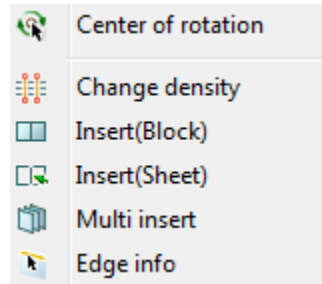 Center of rotation
Change density
Insert(Block)
Insert(Sheet)
Multi insert
Edge info